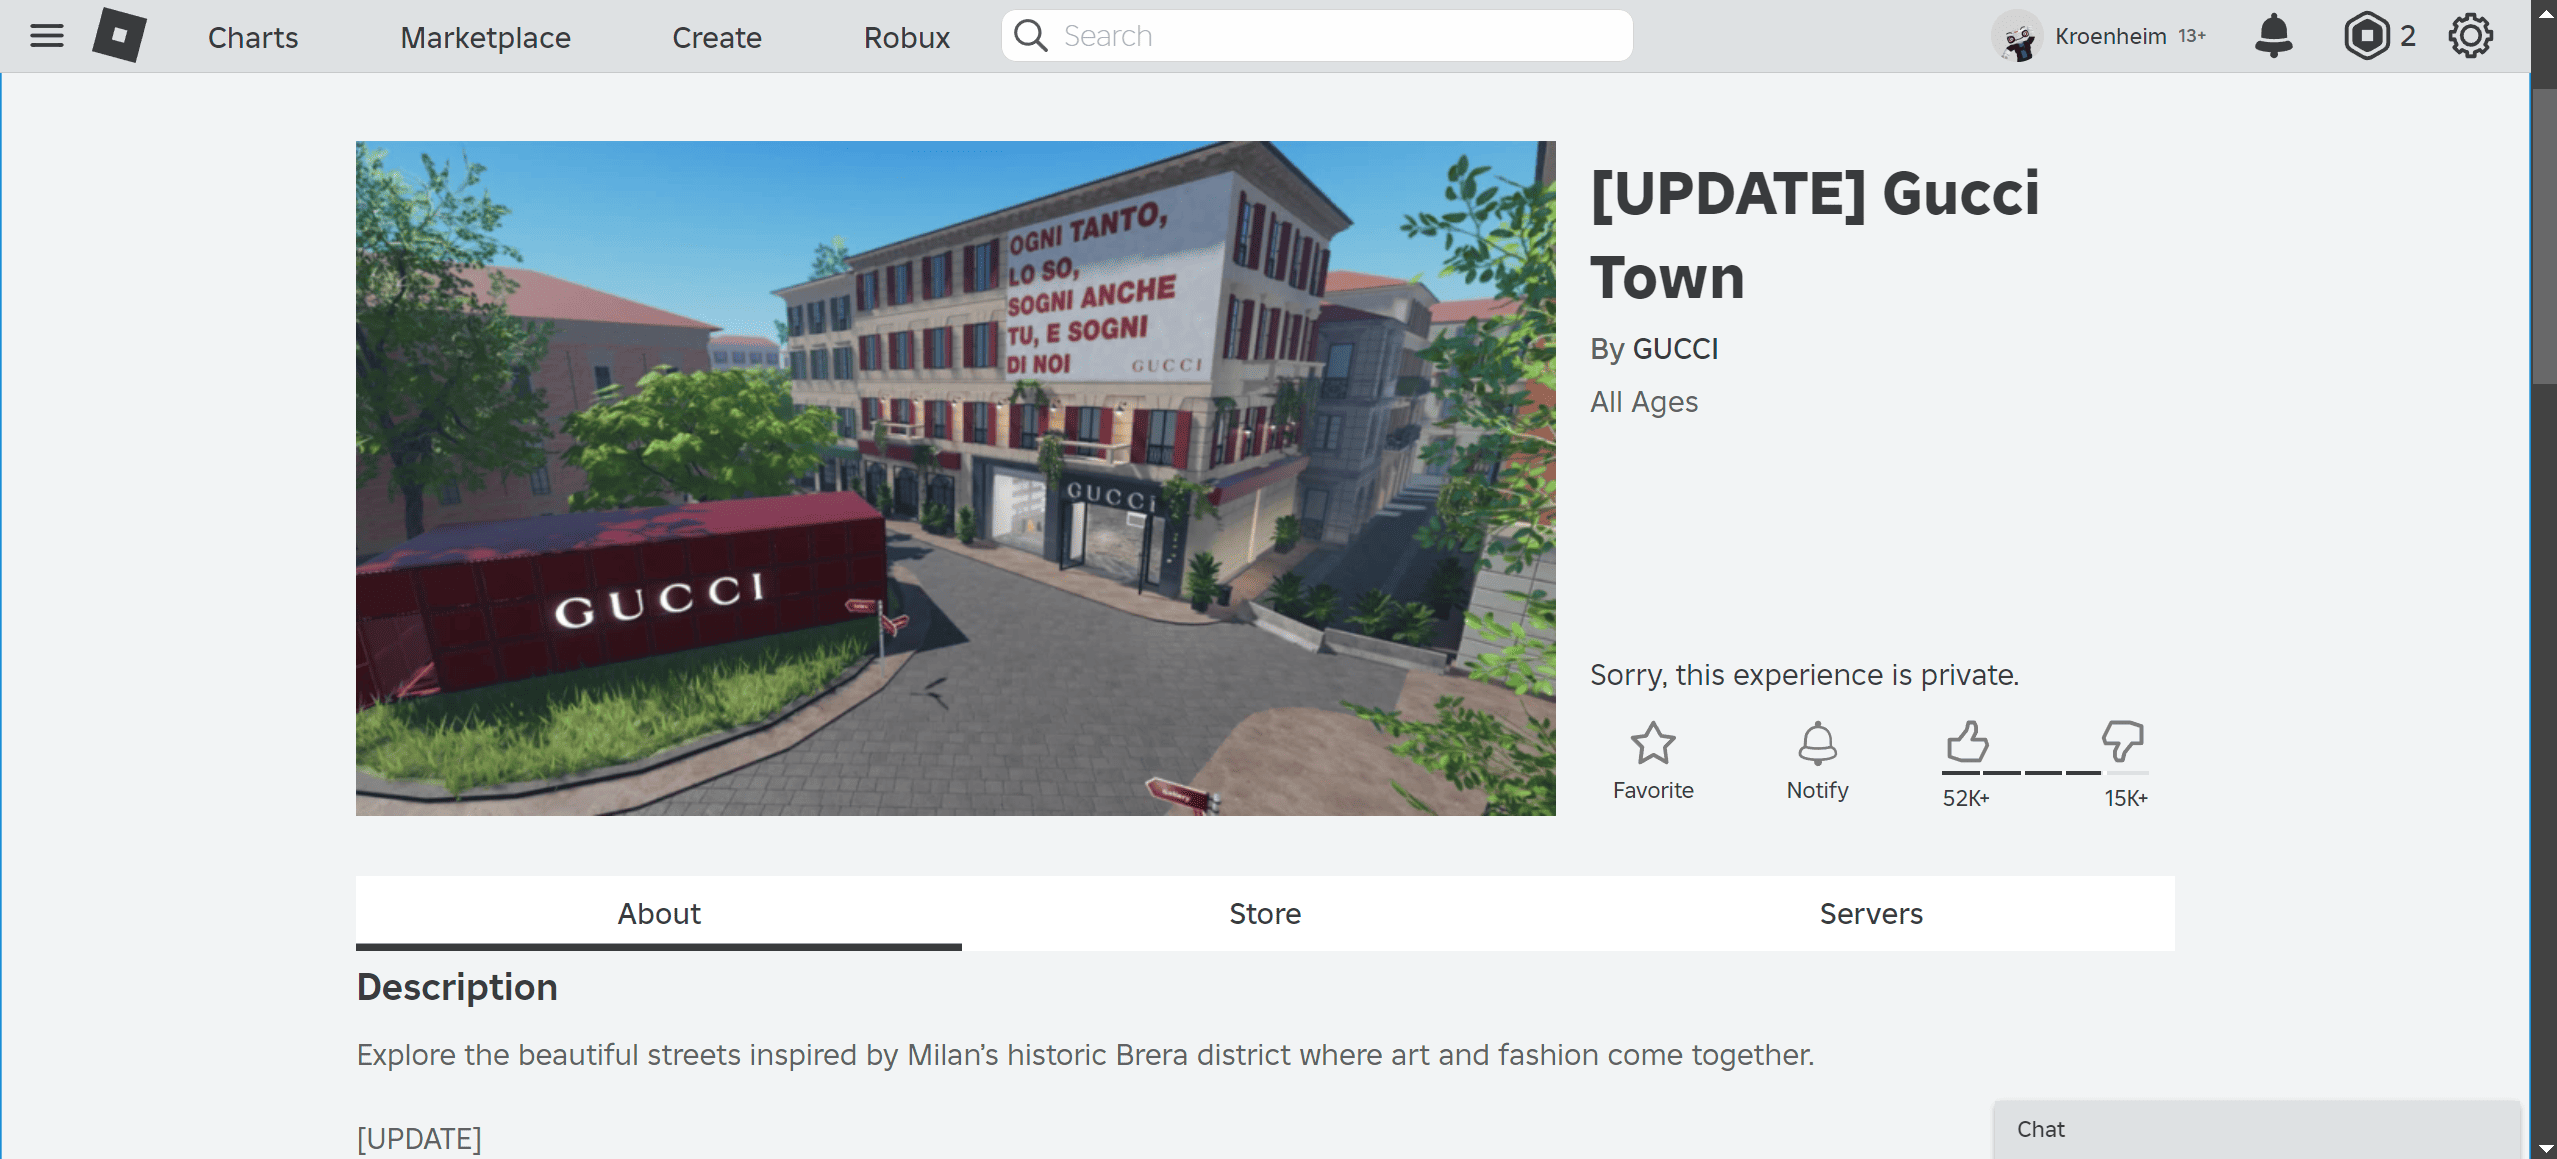 Charts
Marketplace
Create
Robux
Search
Kroenheim 13+
2
OGNI TANTO,
LO SO,
SOGNI ANCHE
TU, E SOGNI
DI NOI
GUCCI
GUCCI
GUCCI
[UPDATE] Gucci
Town
By GUCCI
All Ages
Sorry, this experience is private.
Favorite
Notify
52K+
15K+
About
Store
Servers
Description
Explore the beautiful streets inspired by Milan’s historic Brera district where art and fashion come together.
[UPDATE]
Chat